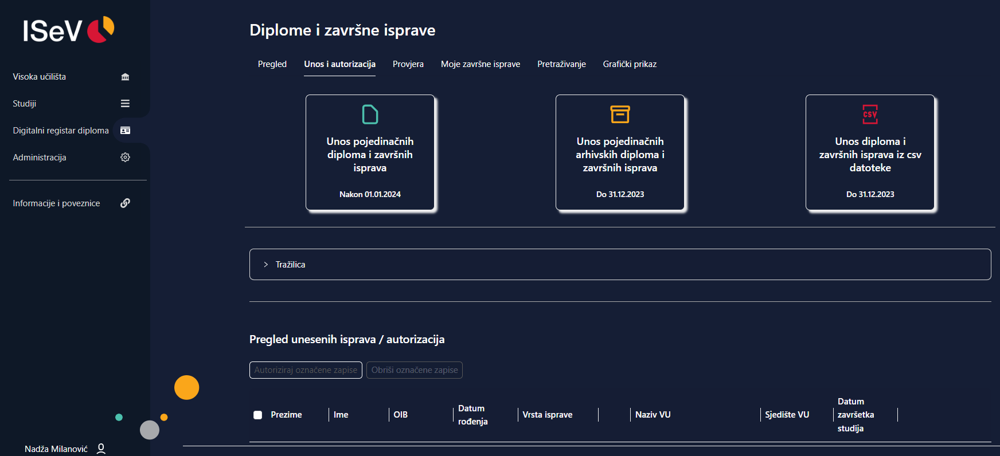 ISeV
Visoka učilišta
Studiji
Digitalni registar diploma
Administracija
Informacije i poveznice
Nadža Milanović
Diplome i završne isprave
Pregled
Unos i autorizacija
Provjera
Moje završne isprave
Pretraživanje
Grafički prikaz
Unos pojedinačnih
diploma i završnih
isprava
Nakon 01.01.2024
Unos pojedinačnih
arhivskih diploma i
završnih isprava
Do 31.12.2023
CSV
Unos diploma i
završnih isprava iz csv
datoteke
Do 31.12.2023
Tražilica
Pregled unesenih isprava / autorizacija
Autoriziraj označene zapise
Obriši označene zapise
Prezime
Ime
OIB
Datum
rođenja
Vrsta isprave
Naziv VU
Sjedište VU
Datum
završetka
studija